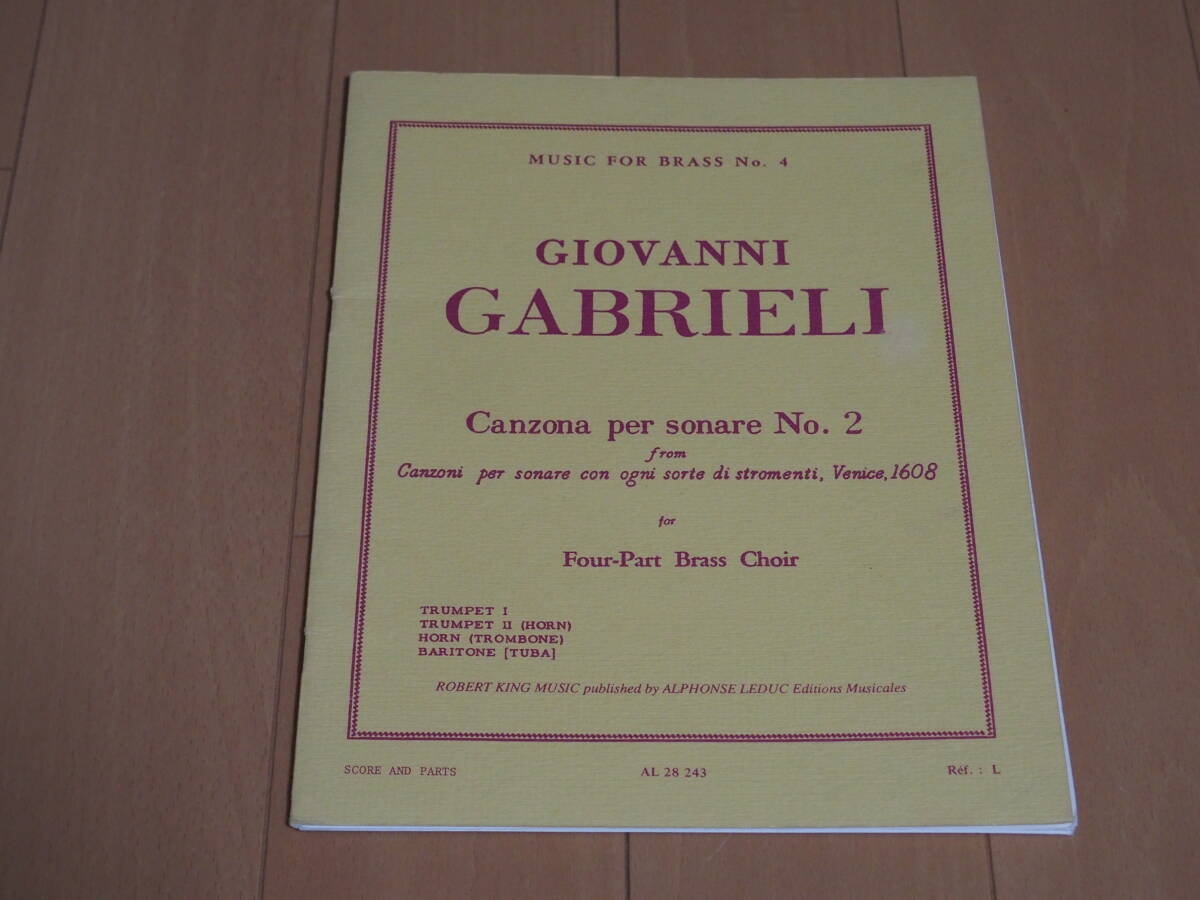 MUSIC FOR BRASS No. 4
GIOVANNI
GABRIELI
Canzona per sonare No. 2
from
Canzoni per sonare con ogni sorte di stromenti, Venice, 1608
for
Four-Part Brass Choir
TRUMPET I
TRUMPET II (HORN)
HORN (TROMBONE)
BARITONE [TUBA]
ROBERT KING MUSIC published by ALPHONSE LEDUC Editions Musicales
SCORE AND PARTS
AL 28 243
Réf. : L